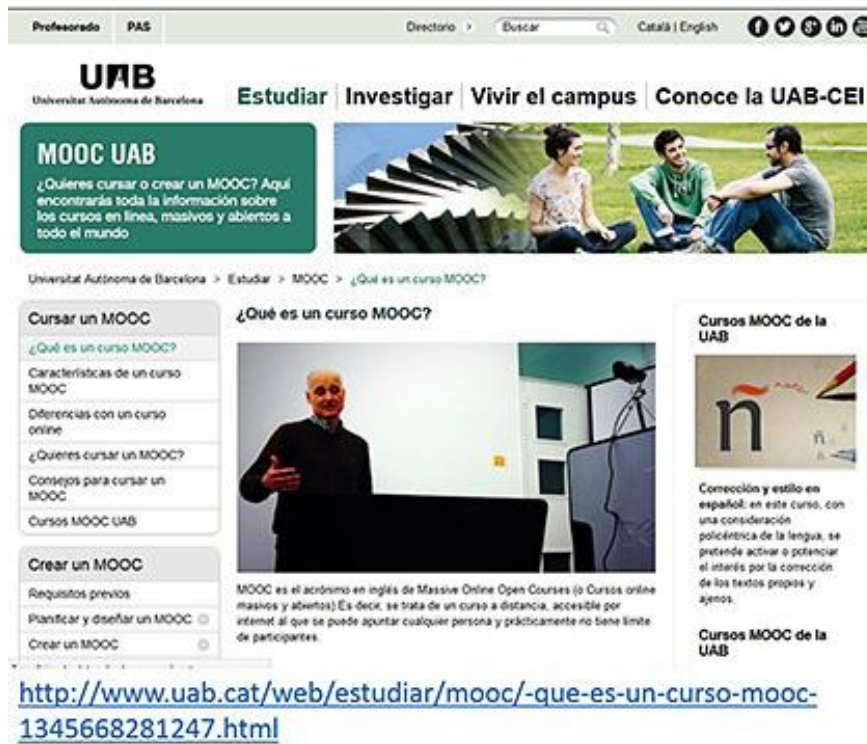 Profesorado PAS Directorio Buscar Català | English
UAB
Universitat Autònoma de Barcelona
Estudiar Investigar Vivir el campus Conoce la UAB-CEI
MOOC UAB
¿Quieres cursar o crear un MOOC? Aquí
encontrarás toda la información sobre
los cursos en línea, masivos y abiertos a
todo el mundo
Universitat Autònoma de Barcelona > Estudiar > MOOC > ¿Qué es un curso MOOC?
Cursar un MOOC
¿Qué es un curso MOOC?
Características de un curso
MOOC
Diferencias con un curso
online
¿Quieres cursar un MOOC?
Consejos para cursar un
MOOC
Cursos MOOC UAB
Crear un MOOC
Requisitos previos
Planificar y diseñar un MOOC
Crear un MOOC
¿Qué es un curso MOOC?
MOOC es el acrónimo en inglés de Massive Online Open Courses (o Cursos online
masivos y abiertos) Es decir, se trata de un curso a distancia, accesible por
internet al que se puede apuntar cualquier persona y prácticamente no tiene límite
de participantes.
Cursos MOOC de la
UAB
ñ
Corrección y estilo en
español: en este curso, con
una consideración
policéntrica de la lengua, se
pretende activar o potenciar
el interés por la corrección
de los textos propios y
ajenos.
Cursos MOOC de la
UAB
http://www.uab.cat/web/estudiar/mooc/-que-es-un-curso-mooc-
1345668281247.html